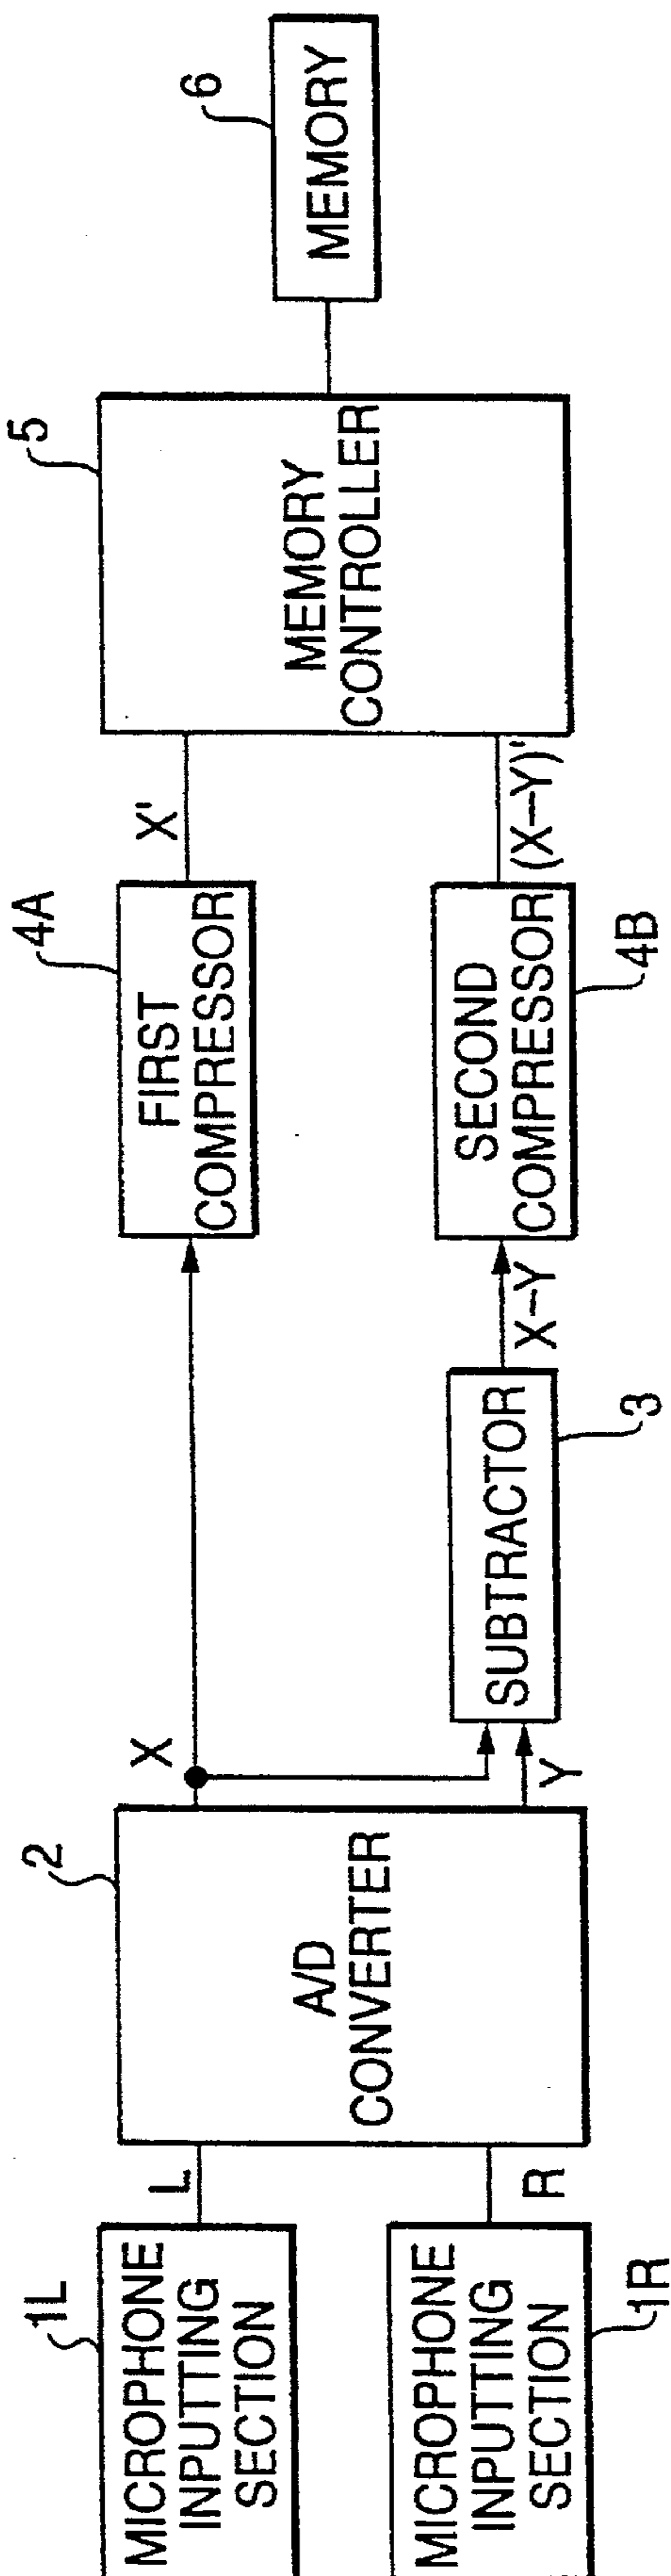 1L
MICROPHONE
INPUTTING
SECTION
L
MICROPHONE
INPUTTING
SECTION
1R
R
2
A/D
CONVERTER
X
Y
SUBTRACTOR
3
X-Y
4A
FIRST
COMPRESSOR
X'
SECOND
COMPRESSOR
4B
(X-Y)'
5
MEMORY
CONTROLLER
6
MEMORY